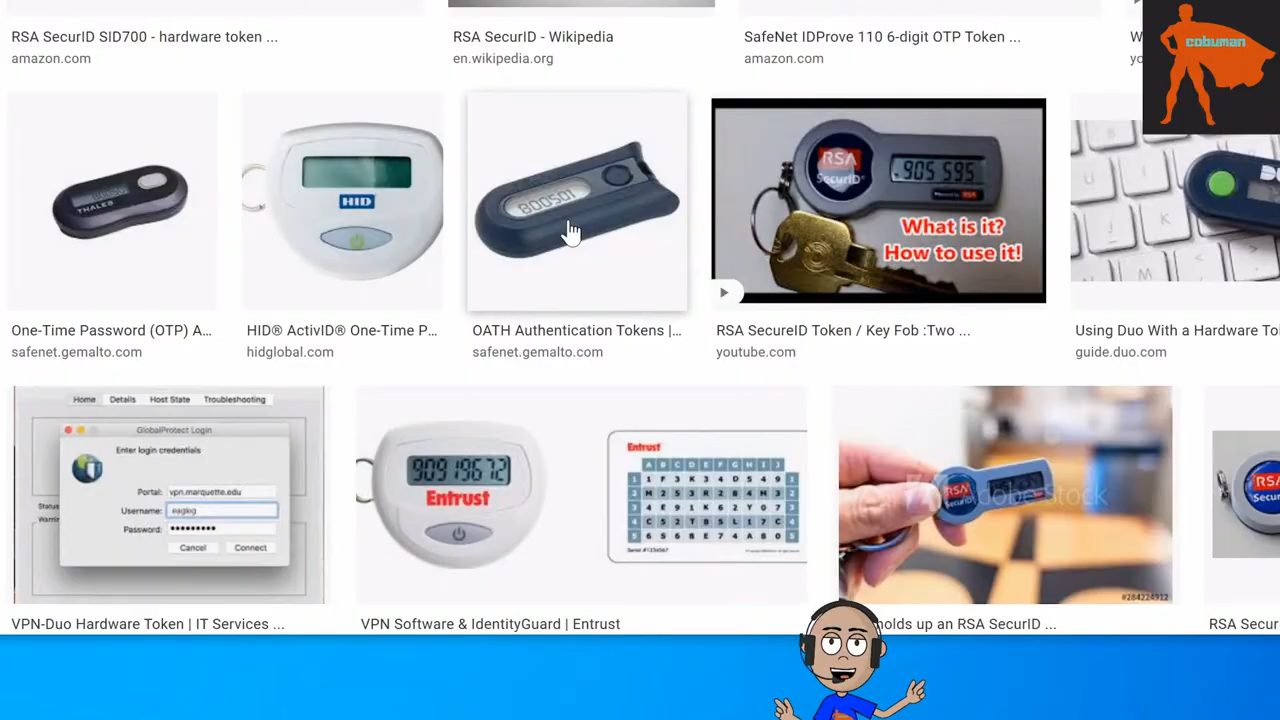 cobuman
RSA SecurID SID700 - hardware token ...
amazon.com
RSA SecurID - Wikipedia
en.wikipedia.org
SafeNet IDProve 110 6-digit OTP Token ...
amazon.com
THALES
HID
800501
RSA
SecurID
905 595
What is it?
How to use it!
One-Time Password (OTP) A...
safenet.gemalto.com
HID® ActivID® One-Time P...
hidglobal.com
OATH Authentication Tokens |...
safenet.gemalto.com
RSA SecureID Token / Key Fob :Two ...
youtube.com
Using Duo With a Hardware To
guide.duo.com
Home Details Host State Troubleshooting
GlobalProtect Login
Enter login credentials
Portal: vpn.marquette.edu
Username:
Password: •••••••••
Cancel Connect
90919672
Entrust
Entrust
A B C D E F G H I J
RSA
Adobe Stock
#284224912
RSA
VPN-Duo Hardware Token | IT Services ...
VPN Software & IdentityGuard | Entrust
holds up an RSA SecurID ...
RSA Secur